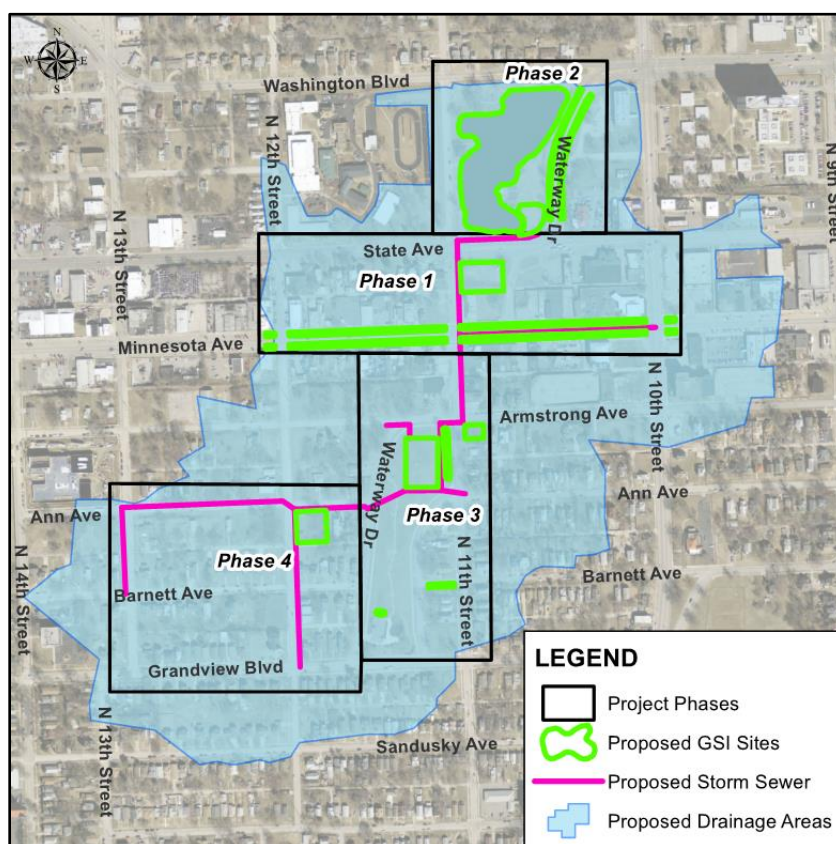 N
W E
S
Washington Blvd
Phase 2
N 12th Street
Waterway Dr
N 9th Street
N 13th Street
State Ave
Phase 1
Minnesota Ave
N 10th Street
Armstrong Ave
Waterway Dr
Ann Ave
Ann Ave
Phase 3
Phase 4
N 11th Street
N 14th Street
Barnett Ave
Barnett Ave
Grandview Blvd
N 13th Street
Sandusky Ave
LEGEND
Project Phases
Proposed GSI Sites
Proposed Storm Sewer
Proposed Drainage Areas